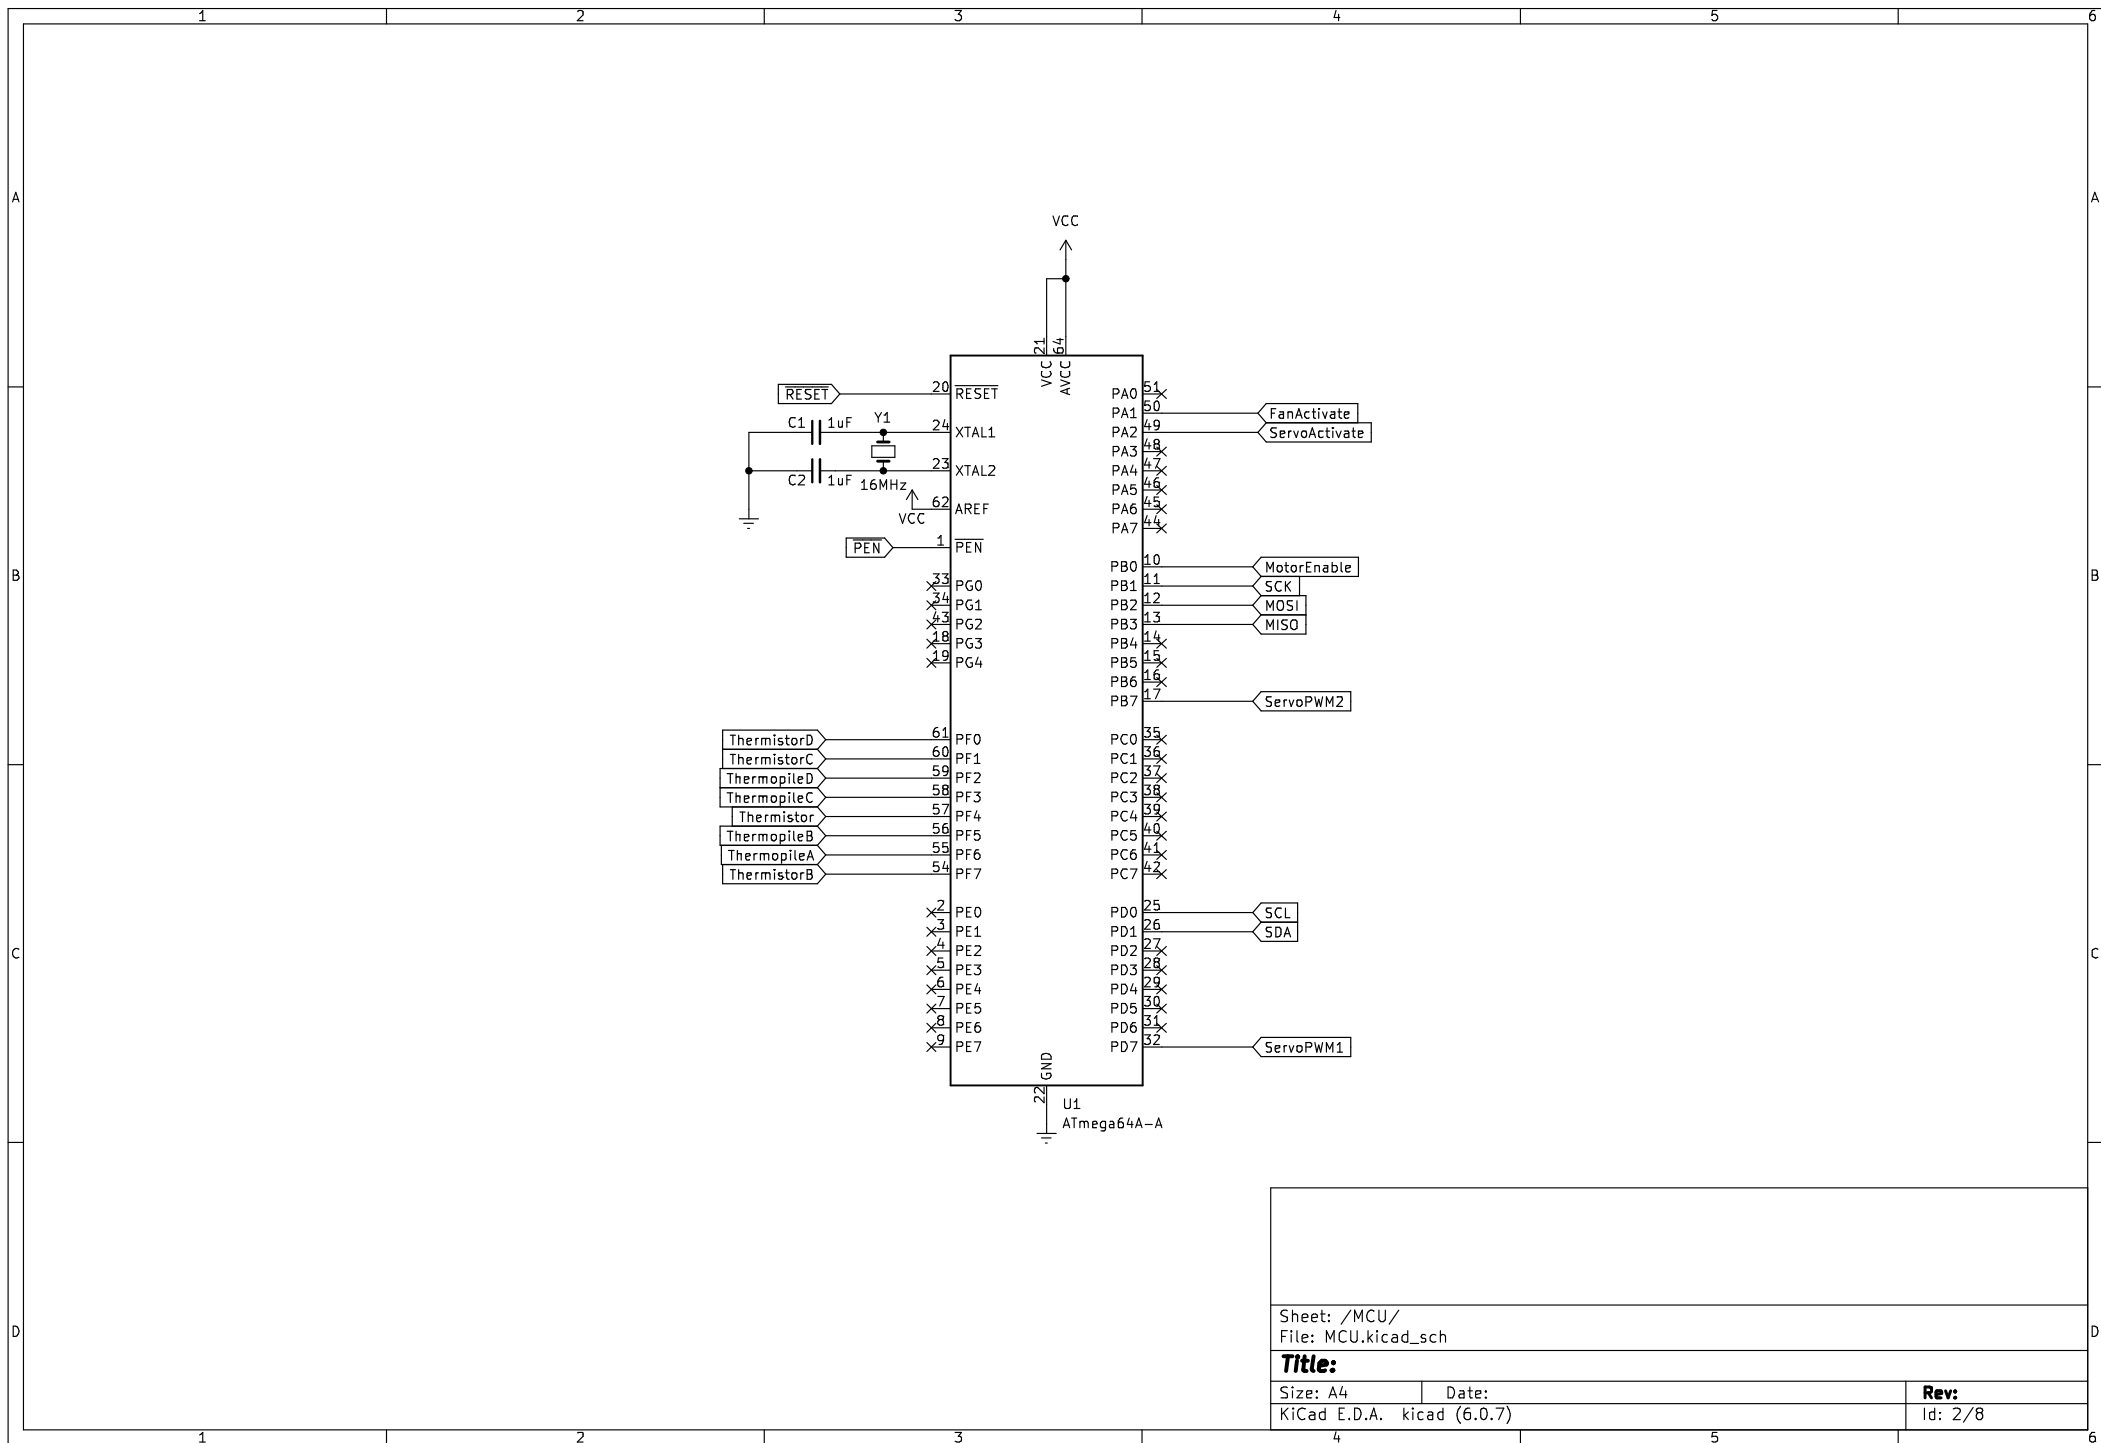 1 2 3 4 5 6
A A
VCC
21 64
VCC AVCC
RESET 20 RESET
PA0 51
PA1 50 FanActivate
C1 1uF Y1 24 XTAL1
PA2 49 ServoActivate
PA3 48
C2 1uF 16MHz 23 XTAL2
PA4 47
PA5 46
VCC 62 AREF
PA6 45
PA7 44
PEN 1 PEN
PB0 10 MotorEnable
B B
33 PG0 PB1 11 SCK
34 PG1 PB2 12 MOSI
43 PG2 PB3 13 MISO
18 PG3 PB4 14
19 PG4 PB5 15
PB6 16
PB7 17 ServoPWM2
ThermistorD 61 PF0 PC0 35
ThermistorC 60 PF1 PC1 36
ThermopileD 59 PF2 PC2 37
ThermopileC 58 PF3 PC3 38
Thermistor 57 PF4 PC4 39
ThermopileB 56 PF5 PC5 40
ThermopileA 55 PF6 PC6 41
ThermistorB 54 PF7 PC7 42
2 PE0 PD0 25 SCL
3 PE1 PD1 26 SDA
C C
4 PE2 PD2 27
5 PE3 PD3 28
6 PE4 PD4 29
7 PE5 PD5 30
8 PE6 PD6 31
9 PE7 PD7 32 ServoPWM1
GND
22
U1
ATmega64A-A
Sheet: /MCU/
File: MCU.kicad_sch
D D
Title:
Size: A4 Date: Rev:
KiCad E.D.A. kicad (6.0.7) Id: 2/8
1 2 3 4 5 6